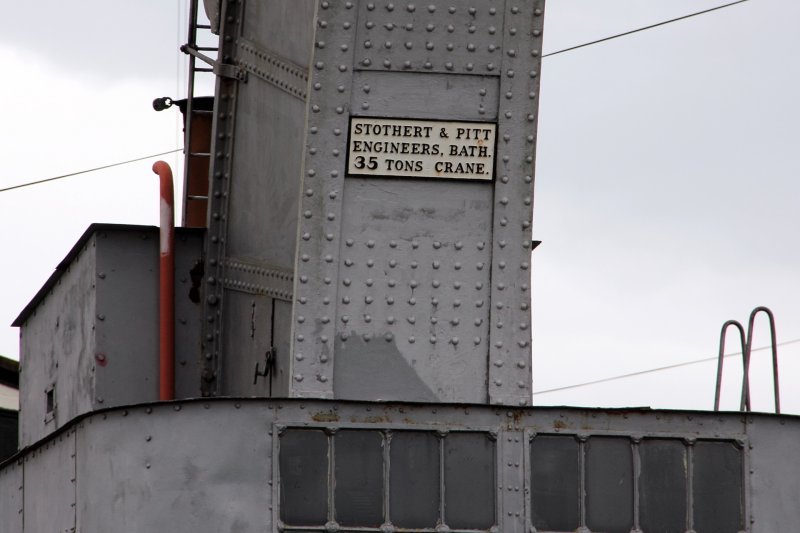 STOTHERT & PITT
ENGINEERS, BATH.
35 TONS CRANE.